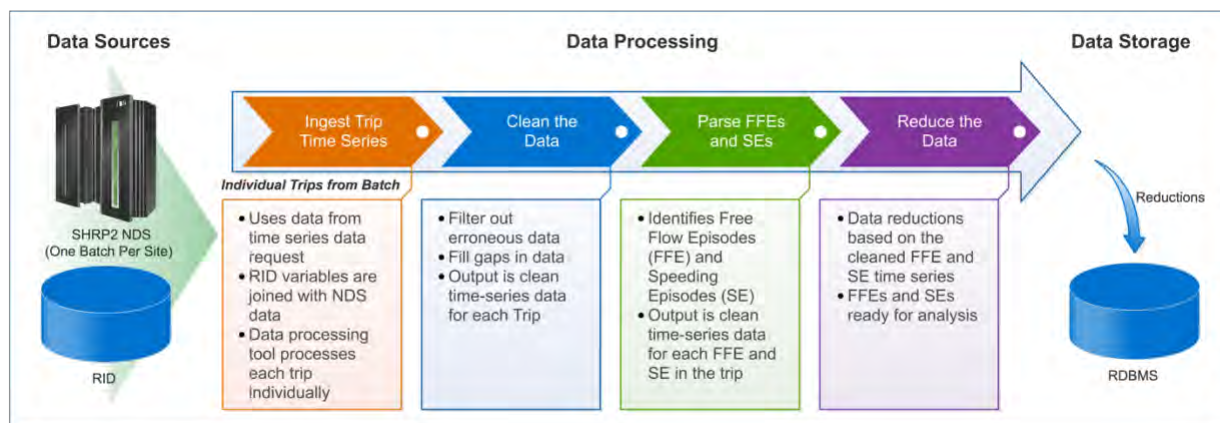 Data Sources
Data Processing
Data Storage
SHRP2 NDS
(One Batch Per Site)
RID
Ingest Trip
Time Series
Clean the
Data
Parse FFEs
and SEs
Reduce the
Data
Individual Trips from Batch
• Uses data from
time series data
request
• RID variables are
joined with NDS
data
• Data processing
tool processes
each trip
individually
• Filter out
erroneous data
• Fill gaps in data
• Output is clean
time-series data
for each Trip
• Identifies Free
Flow Episodes
(FFE) and
Speeding
Episodes (SE)
• Output is clean
time-series data
for each FFE and
SE in the trip
• Data reductions
based on the
cleaned FFE and
SE time series
• FFEs and SEs
ready for analysis
Reductions
RDBMS